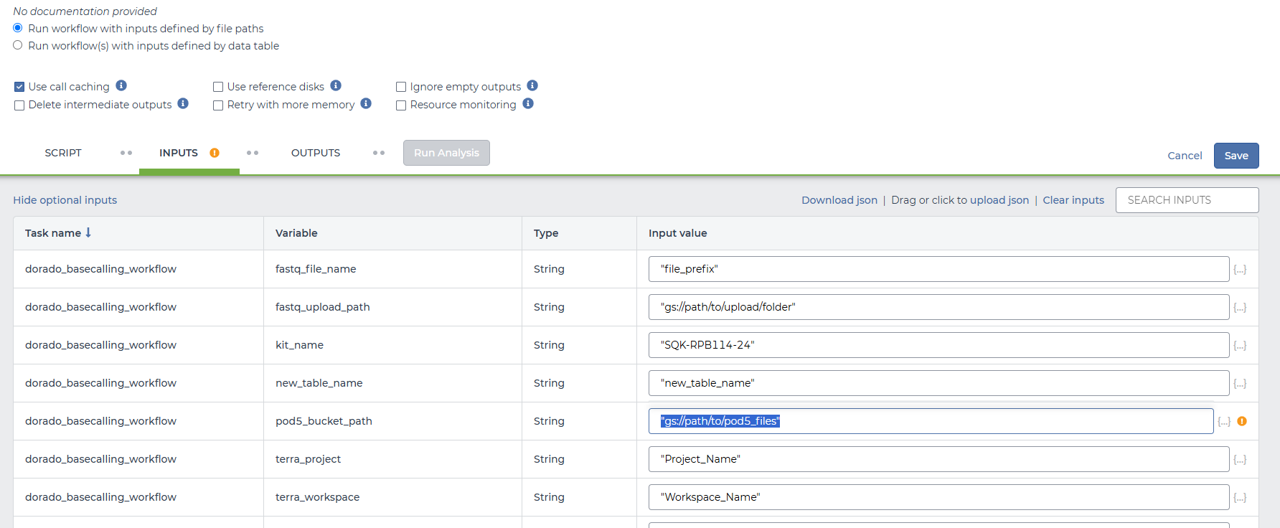 No documentation provided
Run workflow with inputs defined by file paths
Run workflow(s) with inputs defined by data table
Use call caching Use reference disks Ignore empty outputs
Delete intermediate outputs Retry with more memory Resource monitoring
SCRIPT INPUTS OUTPUTS Run Analysis Cancel Save
Hide optional inputs Download json | Drag or click to upload json | Clear inputs SEARCH INPUTS
Task name Variable Type Input value
dorado_basecalling_workflow fastq_file_name String "file_prefix" {...}
dorado_basecalling_workflow fastq_upload_path String "gs://path/to/upload/folder" {...}
dorado_basecalling_workflow kit_name String "SQK-RPB114-24" {...}
dorado_basecalling_workflow new_table_name String "new_table_name" {...}
dorado_basecalling_workflow pod5_bucket_path String "gs://path/to/pod5_files" {...}
dorado_basecalling_workflow terra_project String "Project_Name" {...}
dorado_basecalling_workflow terra_workspace String "Workspace_Name" {...}